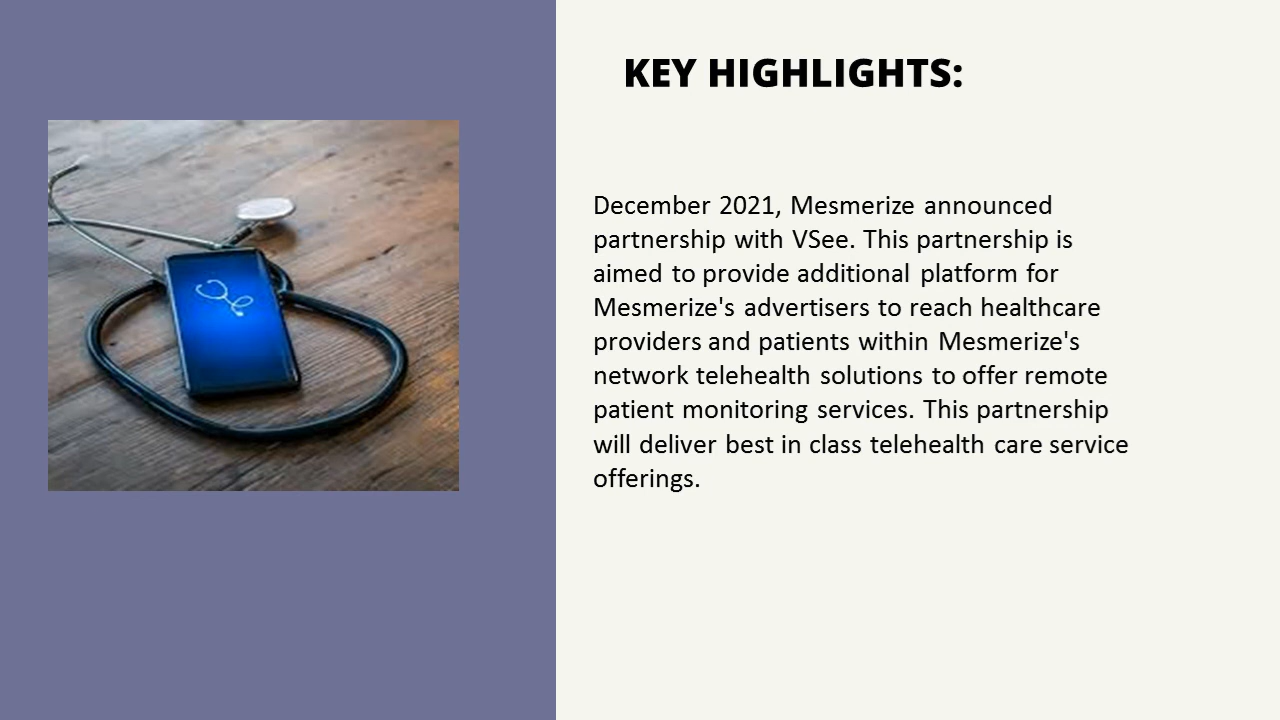 KEY HIGHLIGHTS:
December 2021, Mesmerize announced
partnership with VSee. This partnership is
aimed to provide additional platform for
Mesmerize's advertisers to reach healthcare
providers and patients within Mesmerize's
network telehealth solutions to offer remote
patient monitoring services. This partnership
will deliver best in class telehealth care service
offerings.